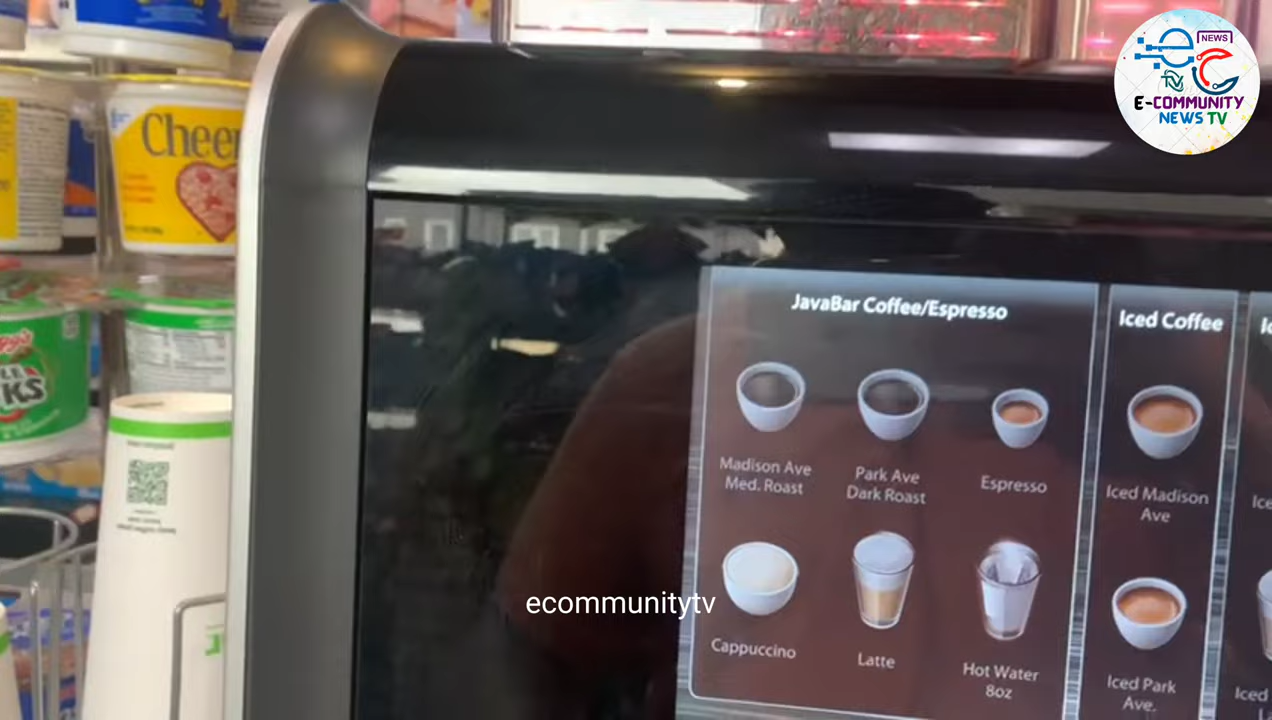 NEWS
E-COMMUNITY
NEWS TV
Cheer
JavaBar Coffee/Espresso
Iced Coffee
Madison Ave
Med. Roast
Park Ave
Dark Roast
Espresso
Iced Madison
Ave
Cappuccino
Latte
Hot Water
8oz
Iced Park
Ave.
Iced
ecommunitytv